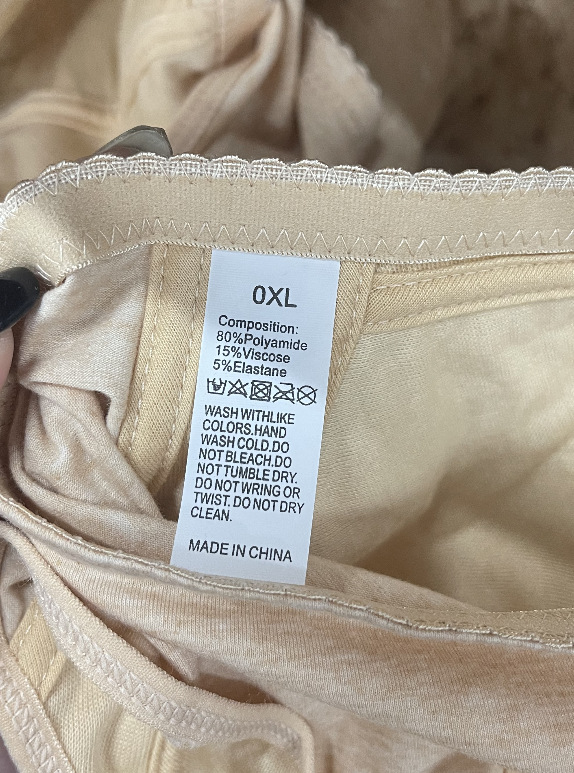 0XL
Composition:
80%Polyamide
15%Viscose
5%Elastane
WASH WITHLIKE
COLORS.HAND
WASH COLD.DO
NOT BLEACH.DO
NOT TUMBLE DRY.
DO NOT WRING OR
TWIST. DO NOT DRY
CLEAN.
MADE IN CHINA